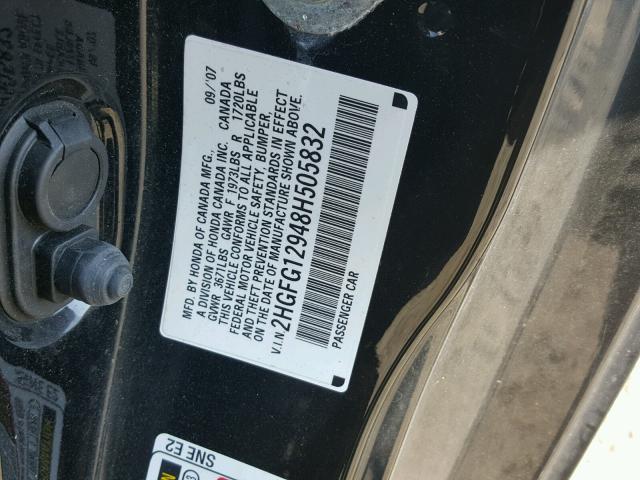 MFD. BY HONDA OF CANADA MFG., 09/'07
A DIVISION OF HONDA CANADA INC. CANADA
GVWR 3671LBS GAWR F 1973LBS R 1720LBS
THIS VEHICLE CONFORMS TO ALL APPLICABLE
FEDERAL MOTOR VEHICLE SAFETY, BUMPER,
AND THEFT PREVENTION STANDARDS IN EFFECT
ON THE DATE OF MANUFACTURE SHOWN ABOVE.
V.I.N. 2HGFG12948H505832
PASSENGER CAR
SNE E2